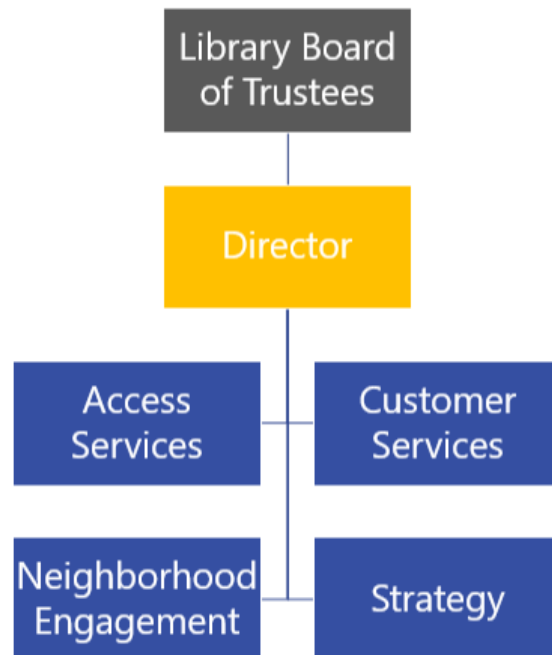 Library Board
of Trustees
Director
Access
Services
Customer
Services
Neighborhood
Engagement
Strategy